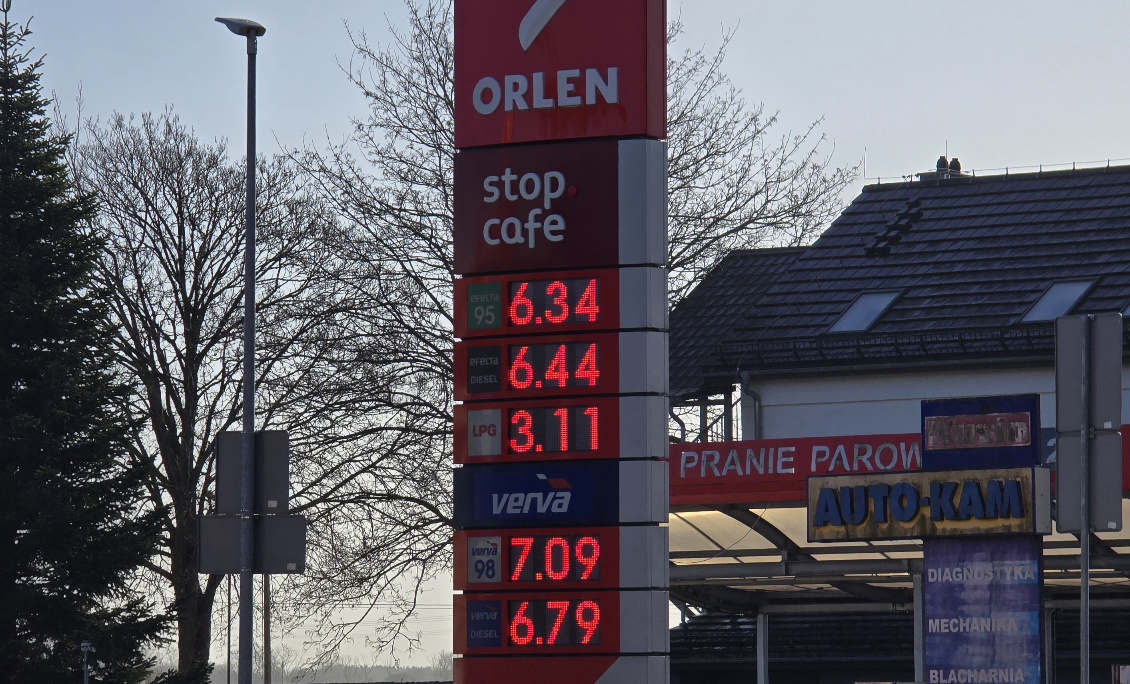 ORLEN
stop
cafe
efecta
95
6.34
efecta
DIESEL
6.44
LPG
3.11
verva
verva
98
7.09
verva
DIESEL
6.79
PRANIE PAROW
AUTO-KAM
DIAGNOSTYKA
MECHANIKA
BLACHARNIA